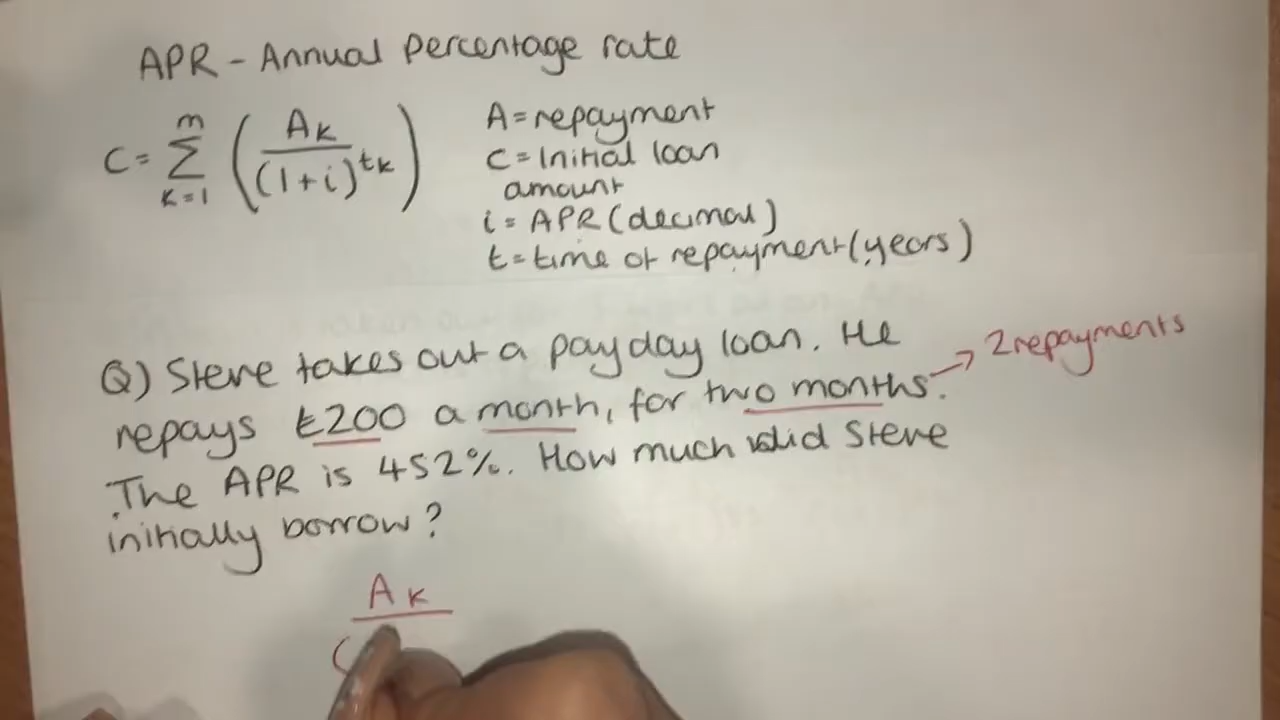 APR - Annual Percentage rate
C = m Σ k=1 ( Ak / (1+i)^tk )
A = repayment
C = Initial loan
amount
i = APR (decimal)
t = time of repayment (years)
Q) Steve takes out a payday loan. He
repays £200 a month, for two months. → 2 repayments
The APR is 452%. How much did Steve
initially borrow?
Ak
(